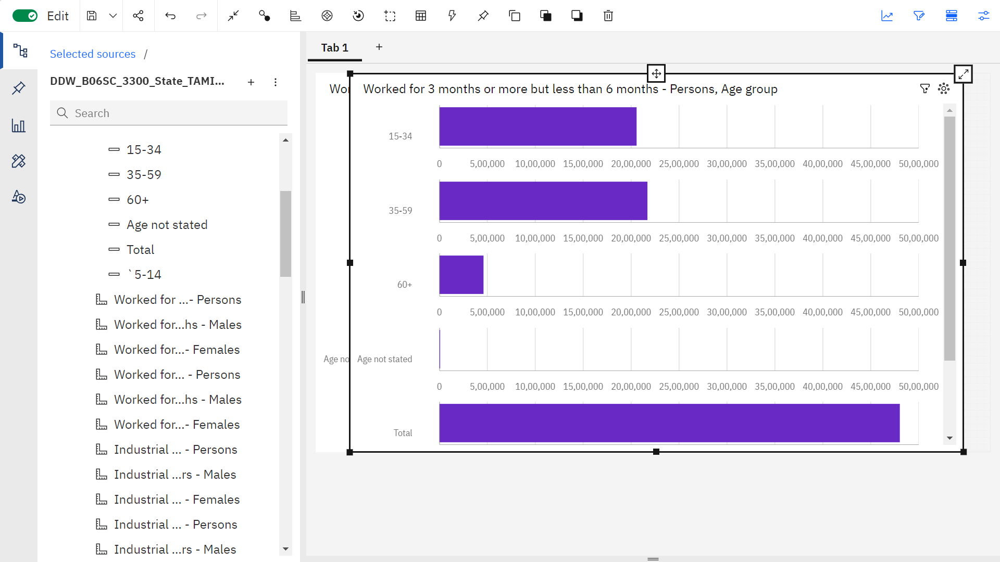 Edit
Selected sources /
DDW_B06SC_3300_State_TAMI...
Search
15-34
35-59
60+
Age not stated
Total
`5-14
Worked for ...- Persons
Worked for...hs - Males
Worked for...- Females
Worked for... - Persons
Worked for...hs - Males
Worked for...- Females
Industrial ... - Persons
Industrial ...rs - Males
Industrial ... - Females
Industrial ... - Persons
Industrial ...rs - Males
Tab 1
Wor
Worked for 3 months or more but less than 6 months - Persons, Age group
15-34
0 5,00,000 10,00,000 15,00,000 20,00,000 25,00,000 30,00,000 35,00,000 40,00,000 45,00,000 50,00,000
35-59
0 5,00,000 10,00,000 15,00,000 20,00,000 25,00,000 30,00,000 35,00,000 40,00,000 45,00,000 50,00,000
60+
0 5,00,000 10,00,000 15,00,000 20,00,000 25,00,000 30,00,000 35,00,000 40,00,000 45,00,000 50,00,000
Age no
Age not stated
0 5,00,000 10,00,000 15,00,000 20,00,000 25,00,000 30,00,000 35,00,000 40,00,000 45,00,000 50,00,000
Total